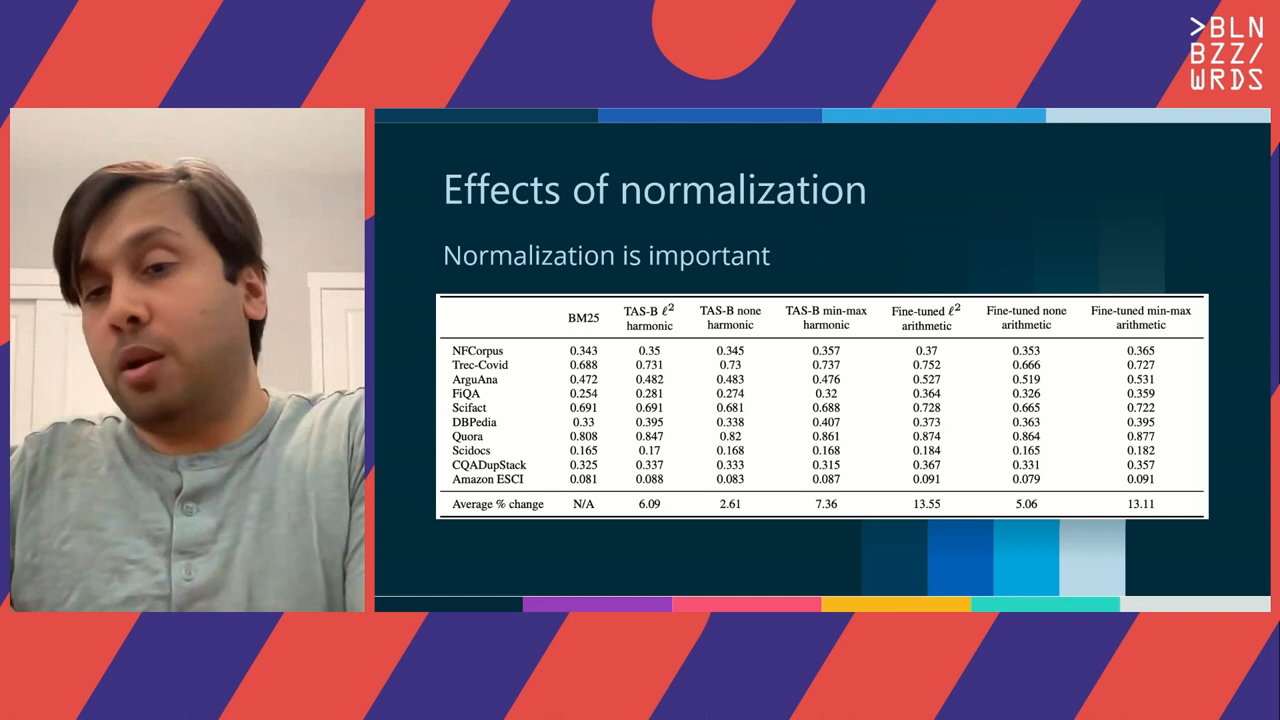 >BLN
BZZ/
WRDS
Effects of normalization
Normalization is important
BM25 TAS-B ℓ² harmonic TAS-B none harmonic TAS-B min-max harmonic Fine-tuned ℓ² arithmetic Fine-tuned none arithmetic Fine-tuned min-max arithmetic
NFCorpus 0.343 0.35 0.345 0.357 0.37 0.353 0.365
Trec-Covid 0.688 0.731 0.73 0.737 0.752 0.666 0.727
ArguAna 0.472 0.482 0.483 0.476 0.527 0.519 0.531
FiQA 0.254 0.281 0.274 0.32 0.364 0.326 0.359
Scifact 0.691 0.691 0.681 0.688 0.728 0.665 0.722
DBPedia 0.33 0.395 0.338 0.407 0.373 0.363 0.395
Quora 0.808 0.847 0.82 0.861 0.874 0.864 0.877
Scidocs 0.165 0.17 0.168 0.168 0.184 0.165 0.182
CQADupStack 0.325 0.337 0.333 0.315 0.367 0.331 0.357
Amazon ESCI 0.081 0.088 0.083 0.087 0.091 0.079 0.091
Average % change N/A 6.09 2.61 7.36 13.55 5.06 13.11